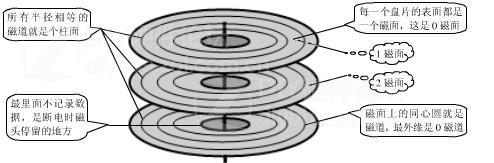 所有半径相等的
磁道就是个柱面
每一个盘片的表面都是
一个磁面，这是0磁面
1磁面
2磁面
最里面不记录数
据，是断电时磁
头停留的地方
磁面上的同心圆就是
磁道，最外缘是0磁道